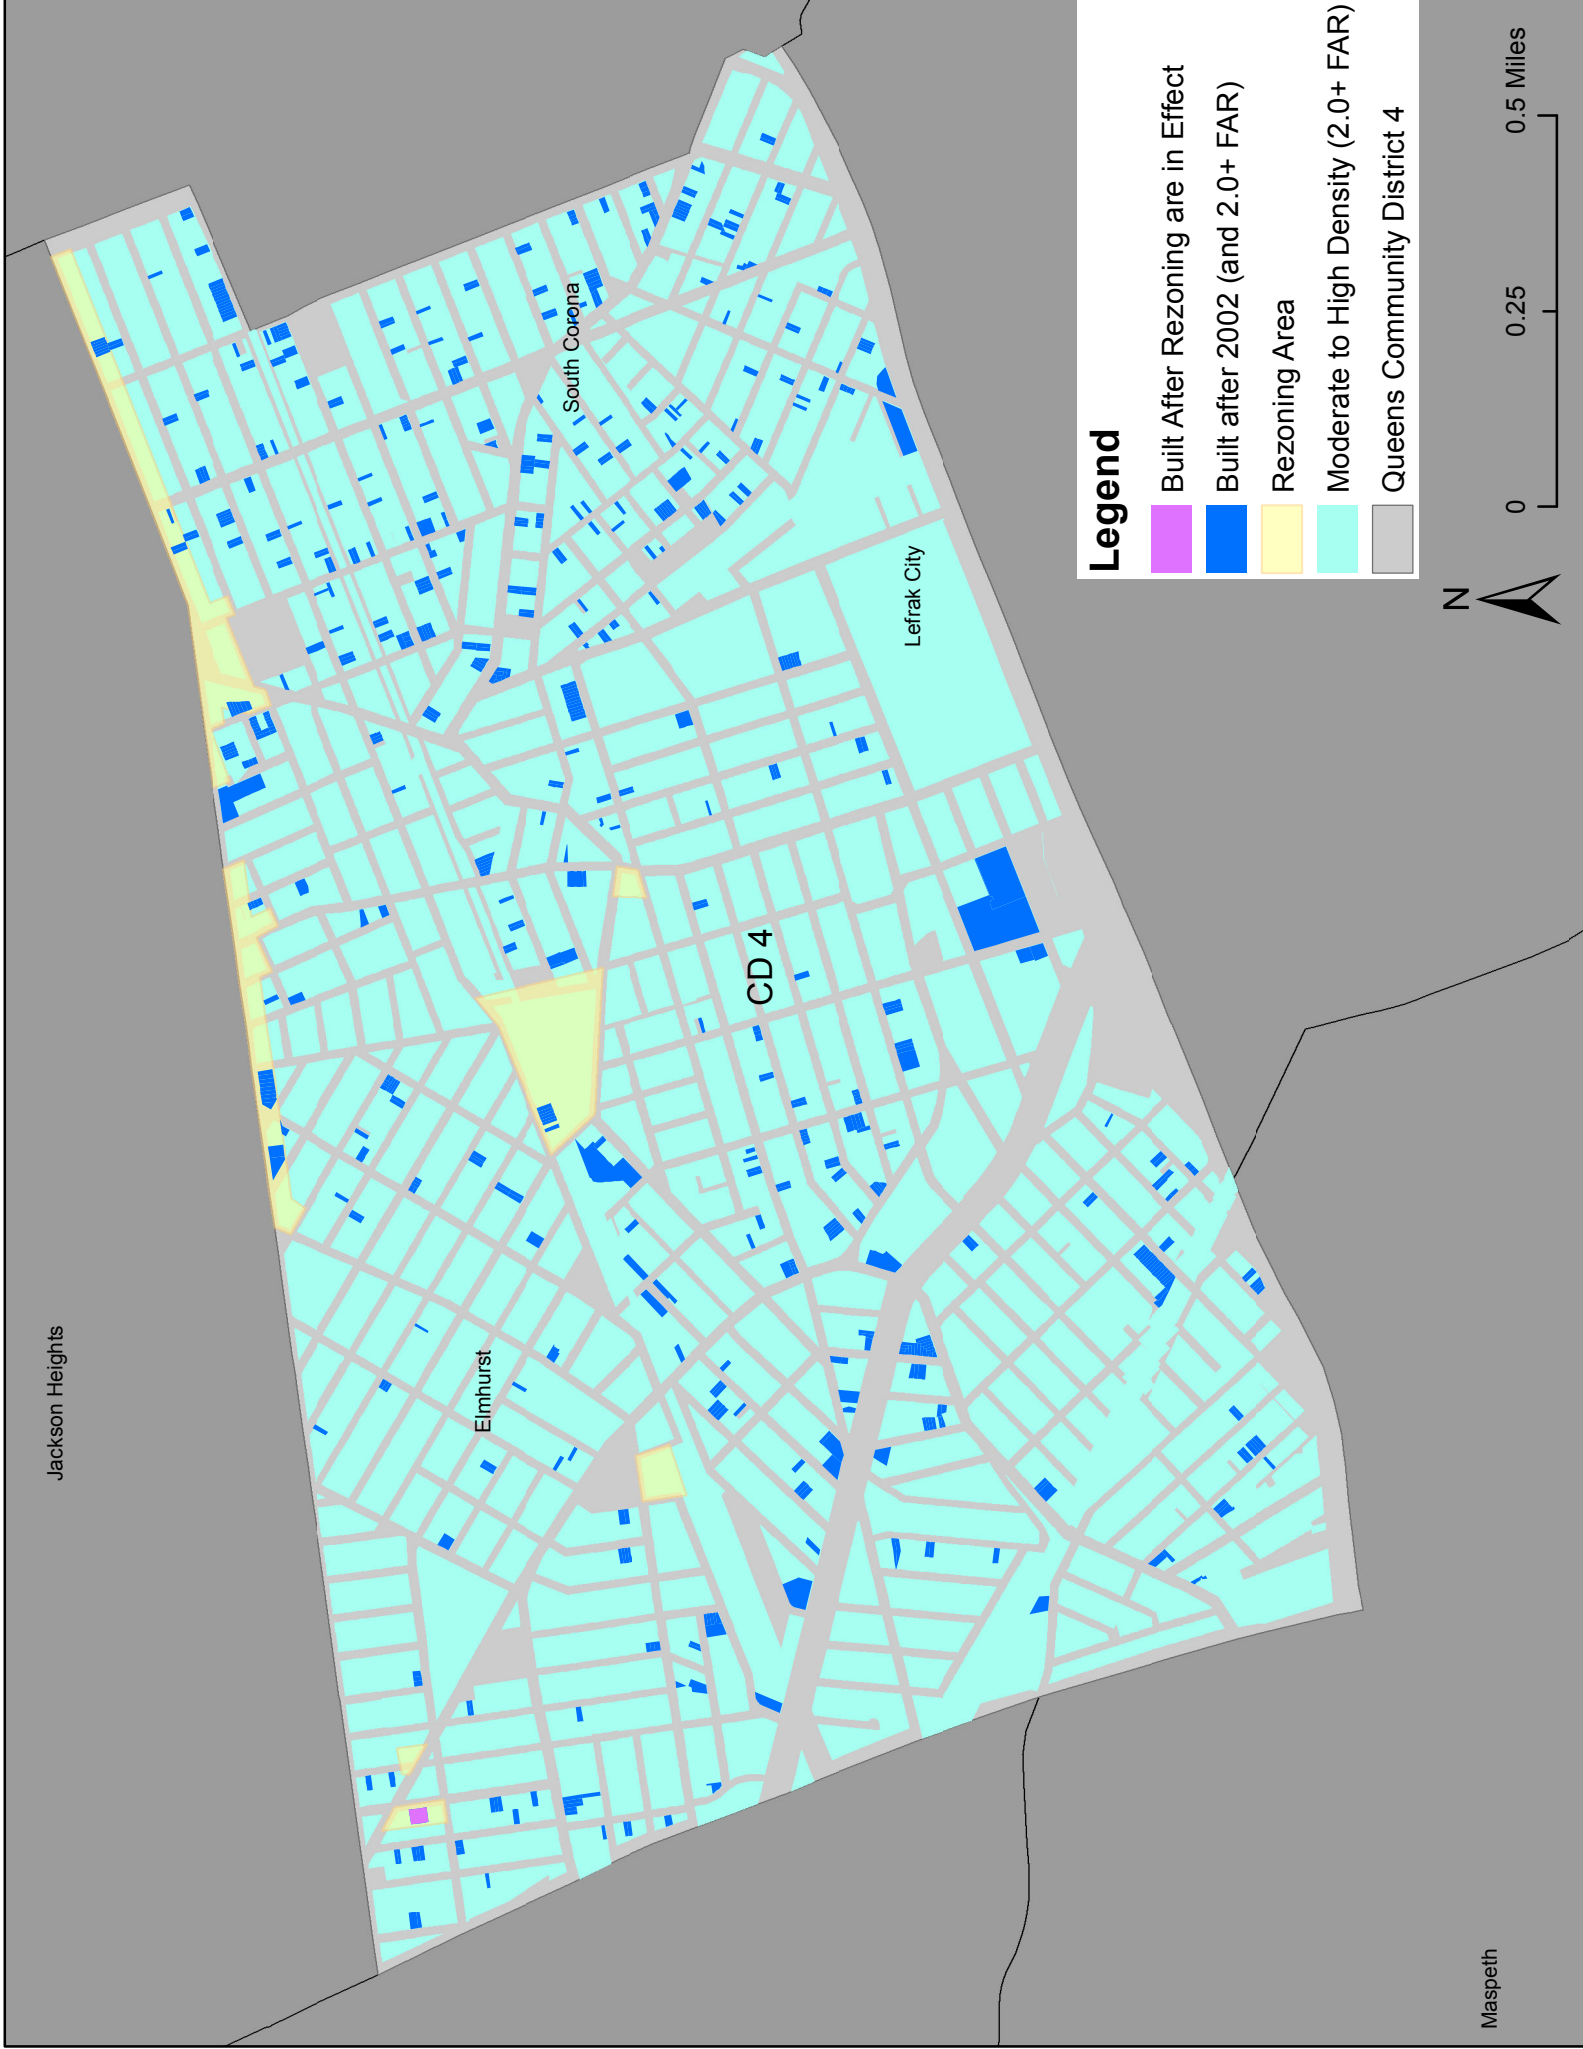 Jackson Heights
Elmhurst
South Corona
CD 4
Lefrak City
Maspeth
Legend
Built After Rezoning are in Effect
Built after 2002 (and 2.0+ FAR)
Rezoning Area
Moderate to High Density (2.0+ FAR)
Queens Community District 4
N
0 0.25 0.5 Miles